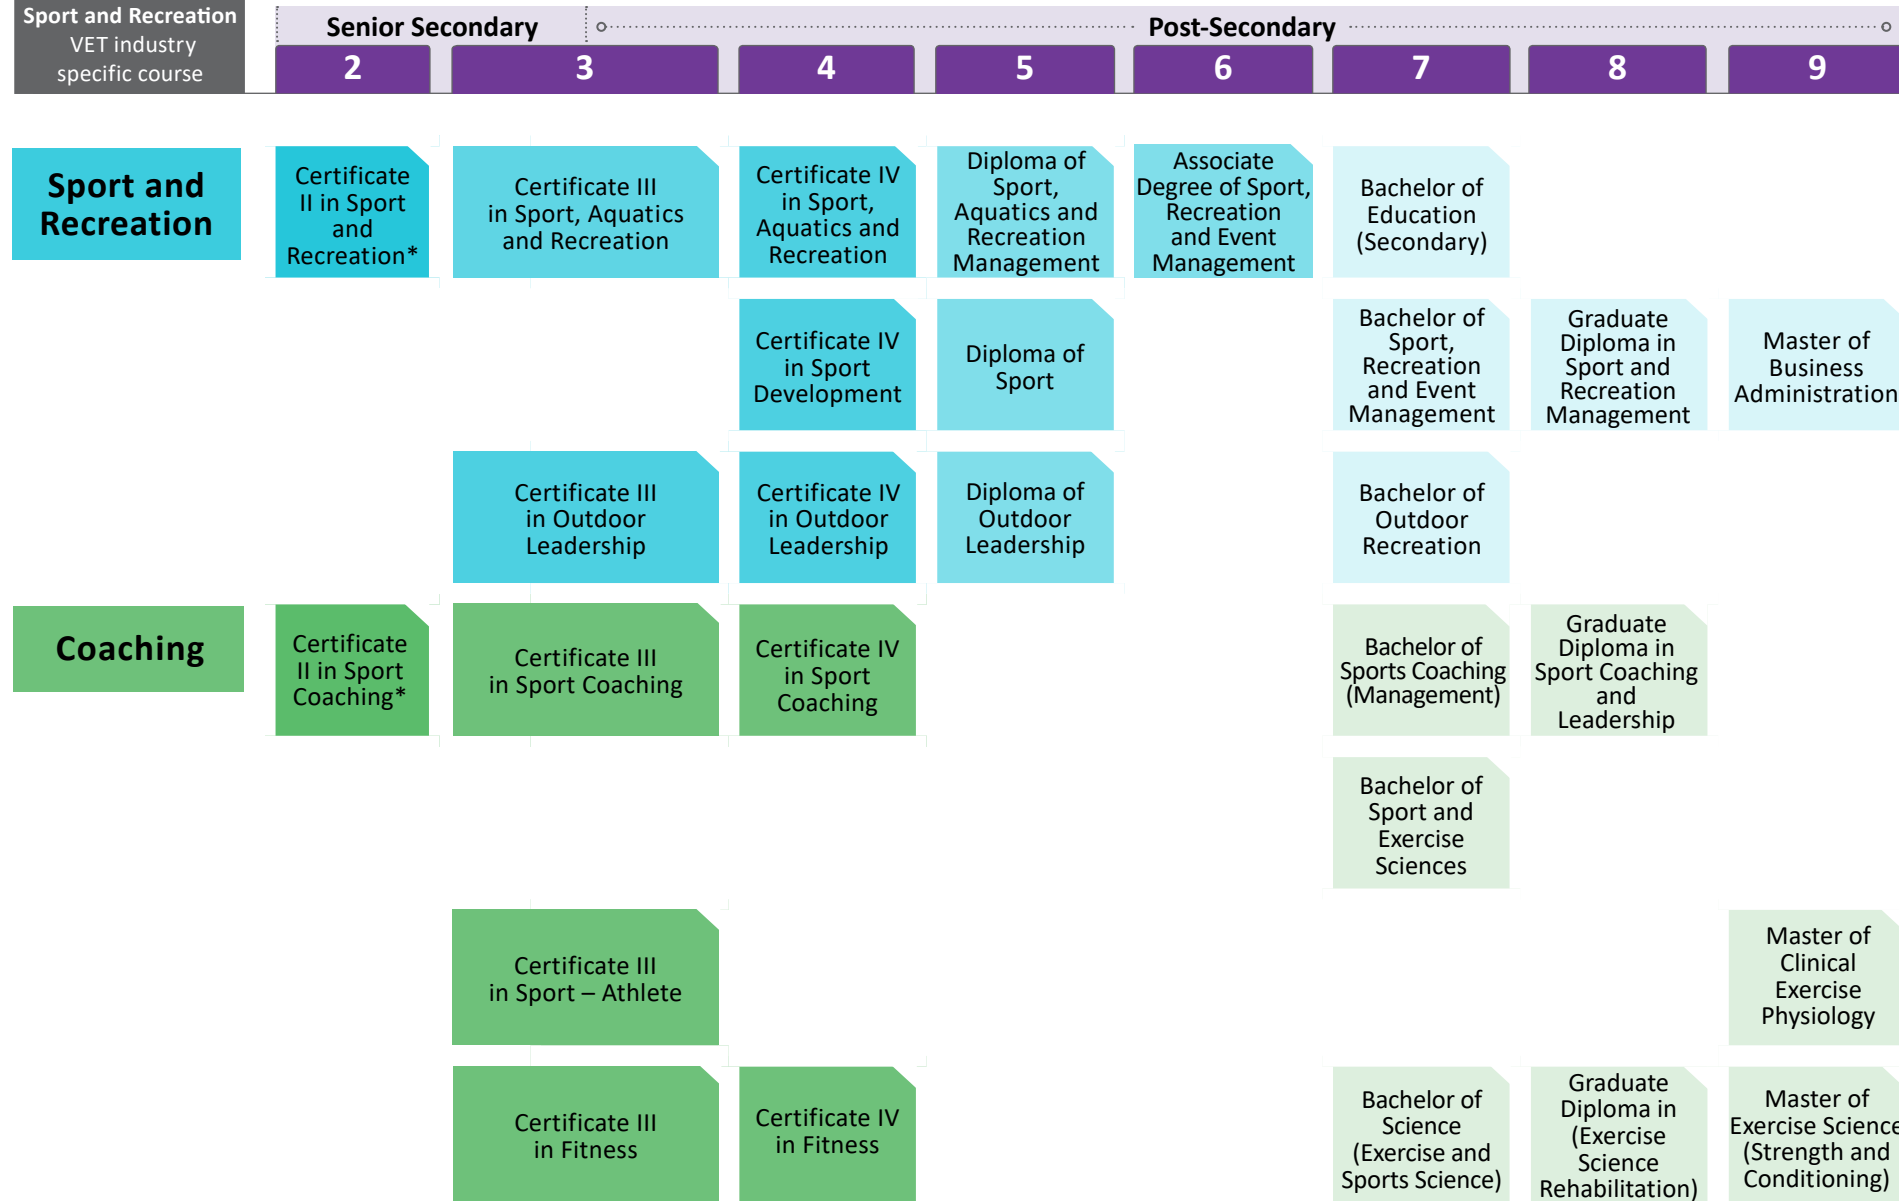 Sport and Recreation
VET industry
specific course
Senior Secondary
Post-Secondary
2
3
4
5
6
7
8
9
Sport and
Recreation
Certificate
II in Sport
and
Recreation*
Certificate III
in Sport, Aquatics
and Recreation
Certificate IV
in Sport,
Aquatics and
Recreation
Diploma of
Sport,
Aquatics and
Recreation
Management
Associate
Degree of Sport,
Recreation
and Event
Management
Bachelor of
Education
(Secondary)
Certificate IV
in Sport
Development
Diploma of
Sport
Bachelor of
Sport,
Recreation
and Event
Management
Graduate
Diploma in
Sport and
Recreation
Management
Master of
Business
Administration
Certificate III
in Outdoor
Leadership
Certificate IV
in Outdoor
Leadership
Diploma of
Outdoor
Leadership
Bachelor of
Outdoor
Recreation
Coaching
Certificate
II in Sport
Coaching*
Certificate III
in Sport Coaching
Certificate IV
in Sport
Coaching
Bachelor of
Sports Coaching
(Management)
Graduate
Diploma in
Sport Coaching
and
Leadership
Bachelor of
Sport and
Exercise
Sciences
Certificate III
in Sport – Athlete
Master of
Clinical
Exercise
Physiology
Certificate III
in Fitness
Certificate IV
in Fitness
Bachelor of
Science
(Exercise and
Sports Science)
Graduate
Diploma in
(Exercise
Science
Rehabilitation)
Master of
Exercise Science
(Strength and
Conditioning)